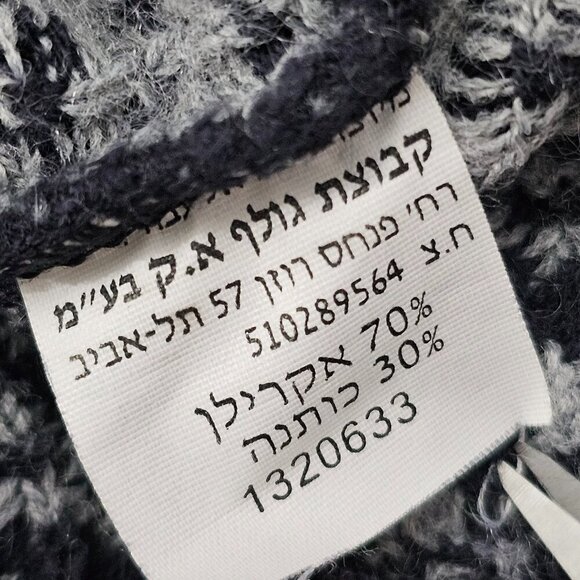 קבוצת גולף א.ק בע"מ
רח' פנחס רוזן 57 תל-אביב
ח.צ 510289564
70% אקרילן
30% כותנה
1320633